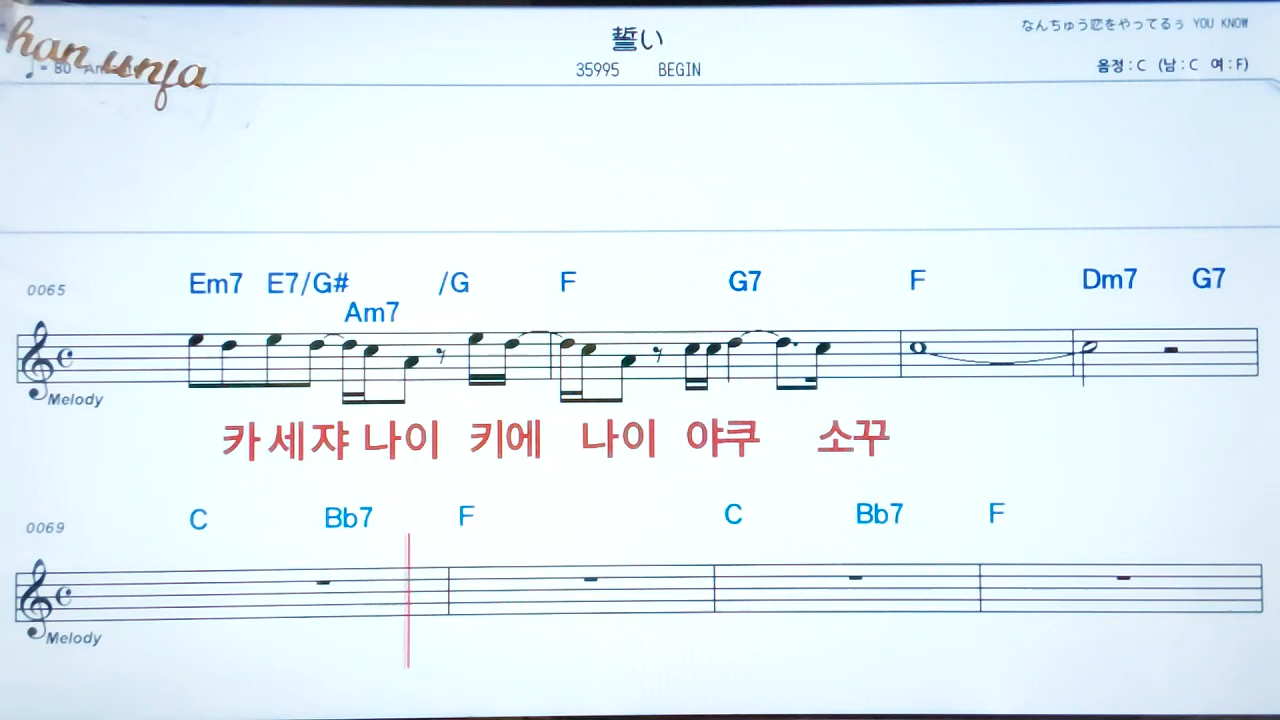 han unfa
誓い
なんちゅう恋をやってるぅ YOU KNOW
♩= 80
35995 BEGIN
음정 : C (남 : C 여 : F)
0065 Em7 E7/G# Am7 /G F G7 F Dm7 G7
Melody
카 세 쟈 나 이 키 에 나 이 야 쿠 소 꾸
0069 C Bb7 F C Bb7 F
Melody